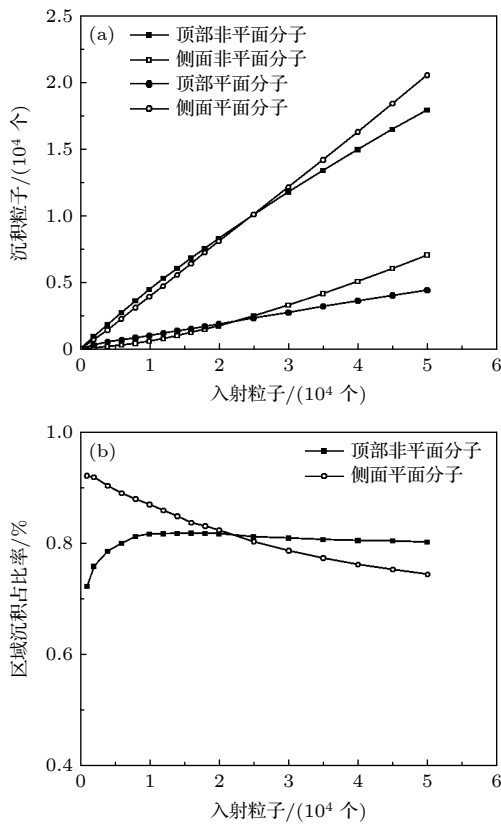 (a)
顶部非平面分子
侧面非平面分子
顶部平面分子
侧面平面分子
沉积粒子/(10⁴ 个)
2.5
2.0
1.5
1.0
0.5
0
0 1 2 3 4 5 6
入射粒子/(10⁴ 个)
(b)
顶部非平面分子
侧面平面分子
区域沉积占比率/%
1.0
0.8
0.6
0.4
0 1 2 3 4 5 6
入射粒子/(10⁴ 个)